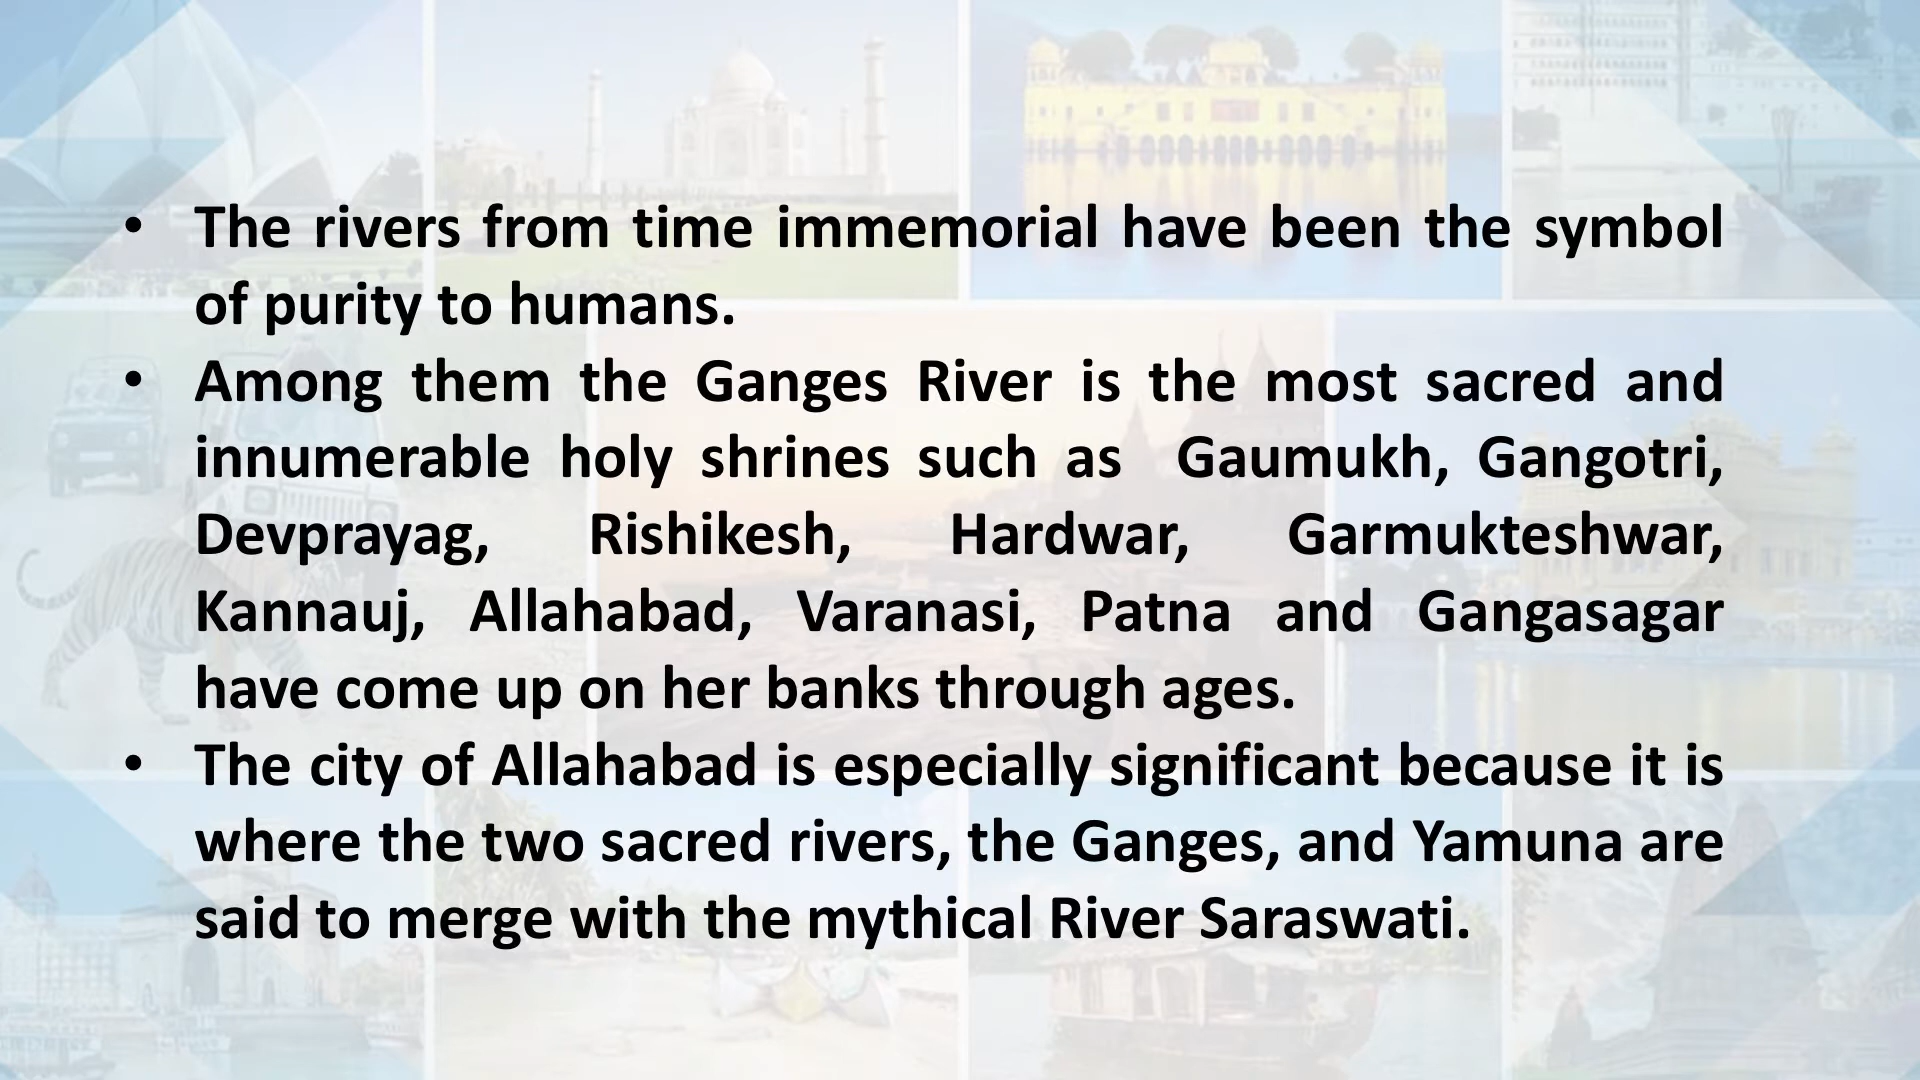 • The rivers from time immemorial have been the symbol
of purity to humans.
• Among them the Ganges River is the most sacred and
innumerable holy shrines such as Gaumukh, Gangotri,
Devprayag, Rishikesh, Hardwar, Garmukteshwar,
Kannauj, Allahabad, Varanasi, Patna and Gangasagar
have come up on her banks through ages.
• The city of Allahabad is especially significant because it is
where the two sacred rivers, the Ganges, and Yamuna are
said to merge with the mythical River Saraswati.